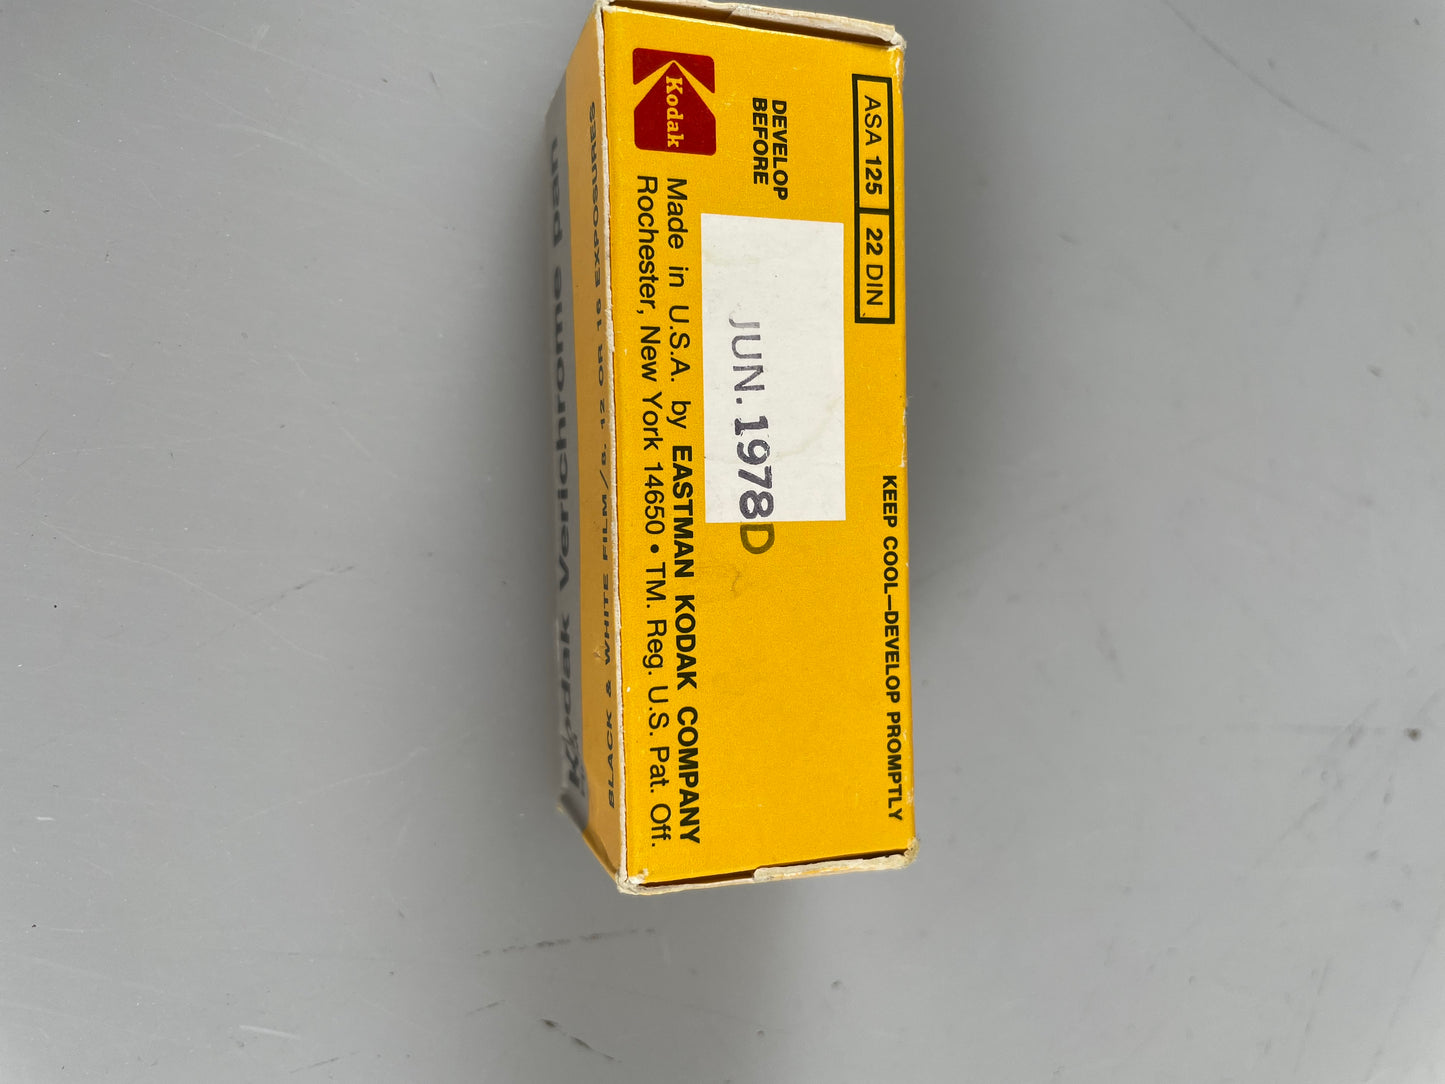 ASA 125 22 DIN
KEEP COOL—DEVELOP PROMPTLY
DEVELOP
BEFORE
JUN. 1978D
Kodak
Made in U.S.A. by EASTMAN KODAK COMPANY
Rochester, New York 14650 • TM. Reg. U.S. Pat. Off.
BLACK & WHITE FILM/8, 12 OR 16 EXPOSURES
Kodak Verichrome pan